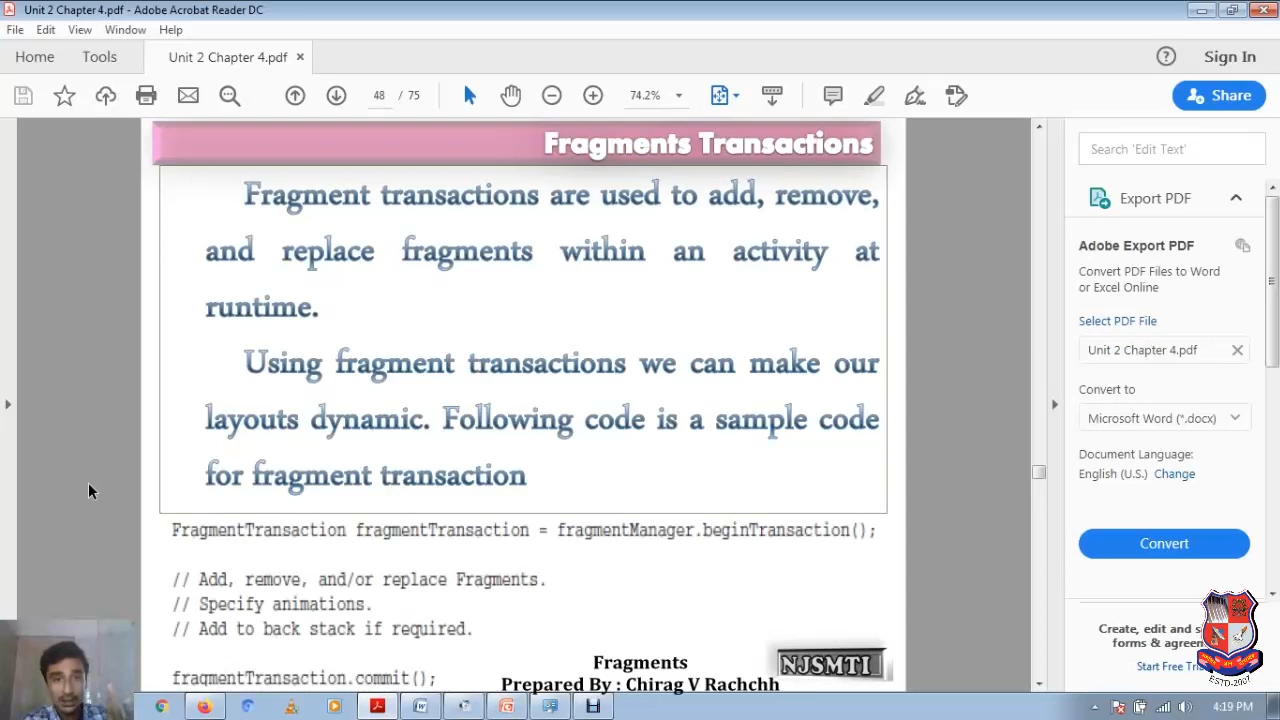 Unit 2 Chapter 4.pdf - Adobe Acrobat Reader DC
File Edit View Window Help
Home Tools Unit 2 Chapter 4.pdf × Sign In
48 / 75 74.2% Share
Fragments Transactions
Fragment transactions are used to add, remove,
and replace fragments within an activity at
runtime.
Using fragment transactions we can make our
layouts dynamic. Following code is a sample code
for fragment transaction
FragmentTransaction fragmentTransaction = fragmentManager.beginTransaction();
// Add, remove, and/or replace Fragments.
// Specify animations.
// Add to back stack if required.
fragmentTransaction.commit();
Fragments
Prepared By : Chirag V Rachchh
NJSMTI
Search 'Edit Text'
Export PDF
Adobe Export PDF
Convert PDF Files to Word
or Excel Online
Select PDF File
Unit 2 Chapter 4.pdf
Convert to
Microsoft Word (*.docx)
Document Language:
English (U.S.) Change
Convert
Create, edit and s
forms & agree
Start Free Tri
ESTD.2007
4:19 PM